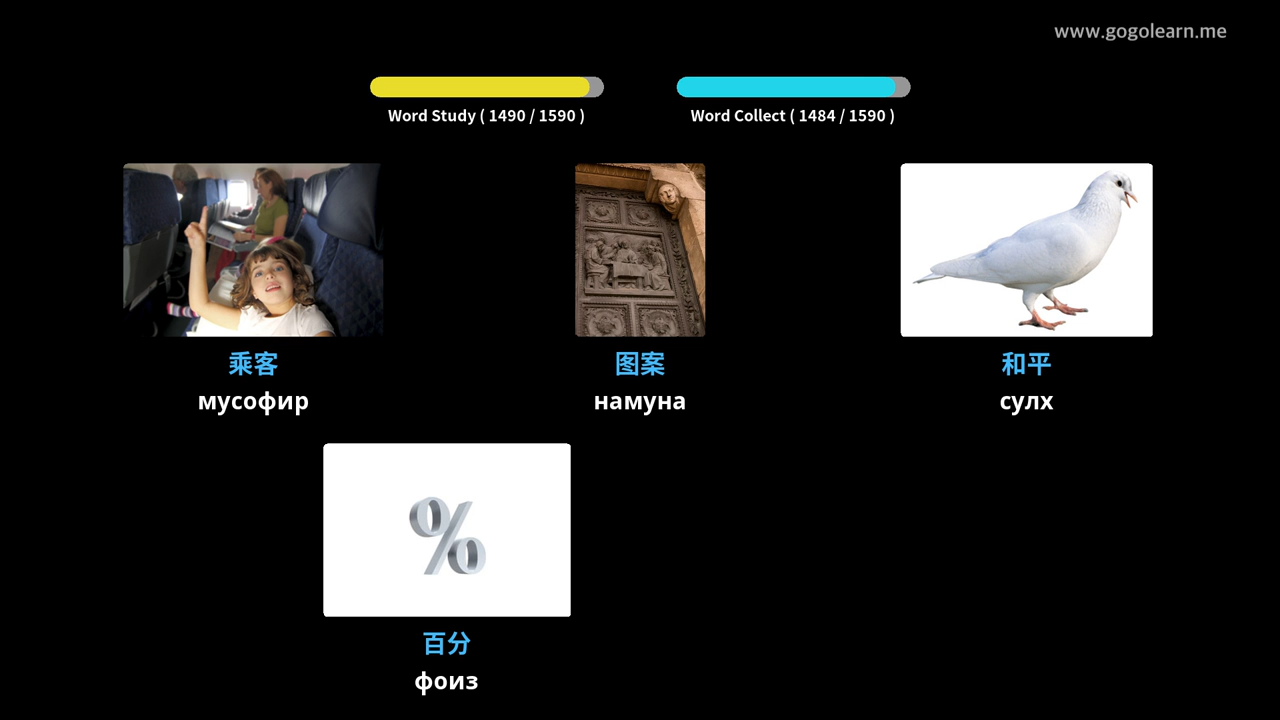 www.gogolearn.me
Word Study ( 1490 / 1590 )
Word Collect ( 1484 / 1590 )
乘客
мусофир
图案
намуна
和平
сулх
%
百分
фоиз